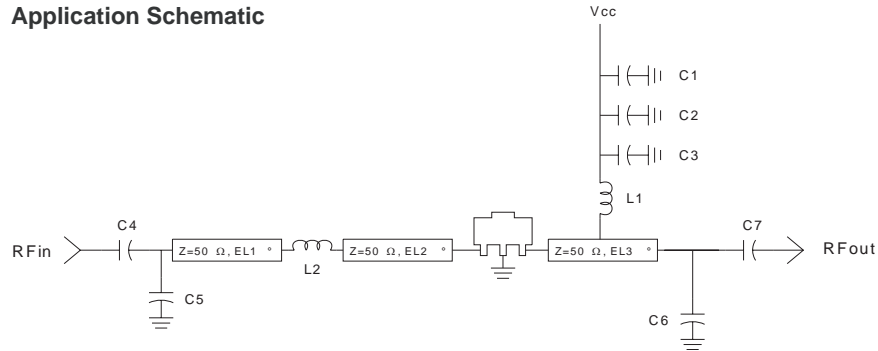 Application Schematic
Vcc
C1
C2
C3
L1
C4
C7
RFin
Z=50 Ω, EL1 °
L2
Z=50 Ω, EL2 °
Z=50 Ω, EL3 °
RFout
C5
C6